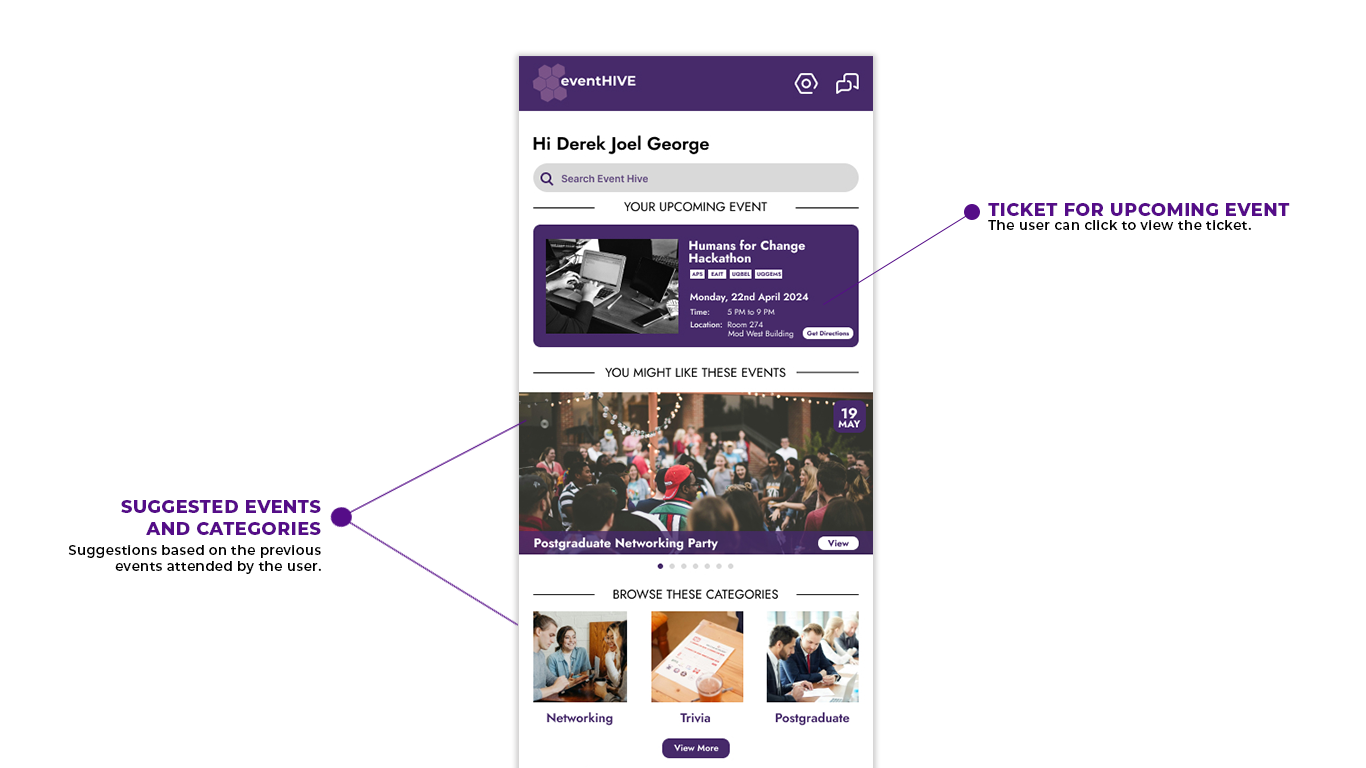 eventHIVE
Hi Derek Joel George
Search Event Hive
YOUR UPCOMING EVENT
Humans for Change
Hackathon
APS EAIT UQBEL UQGEMS
Monday, 22nd April 2024
Time: 5 PM to 9 PM
Location: Room 274
Mod West Building
Get Directions
TICKET FOR UPCOMING EVENT
The user can click to view the ticket.
YOU MIGHT LIKE THESE EVENTS
19
MAY
Postgraduate Networking Party
View
SUGGESTED EVENTS
AND CATEGORIES
Suggestions based on the previous
events attended by the user.
BROWSE THESE CATEGORIES
Networking
Trivia
Postgraduate
View More